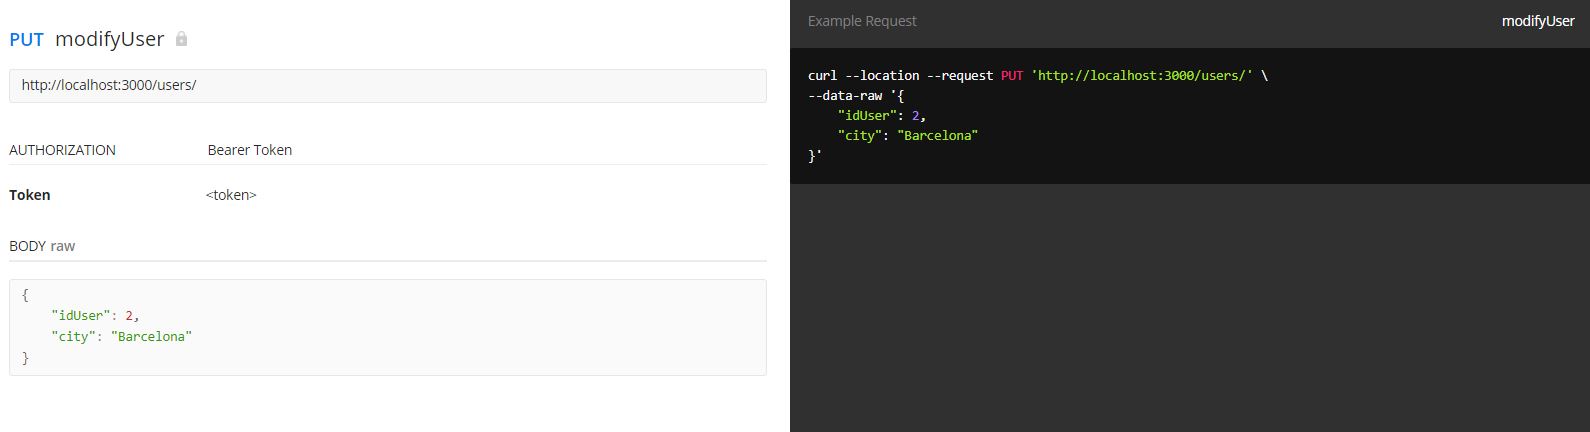 PUT modifyUser
http://localhost:3000/users/
AUTHORIZATION Bearer Token
Token <token>
BODY raw
{
    "idUser": 2,
    "city": "Barcelona"
}
Example Request modifyUser
curl --location --request PUT 'http://localhost:3000/users/' \
--data-raw '{
    "idUser": 2,
    "city": "Barcelona"
}'